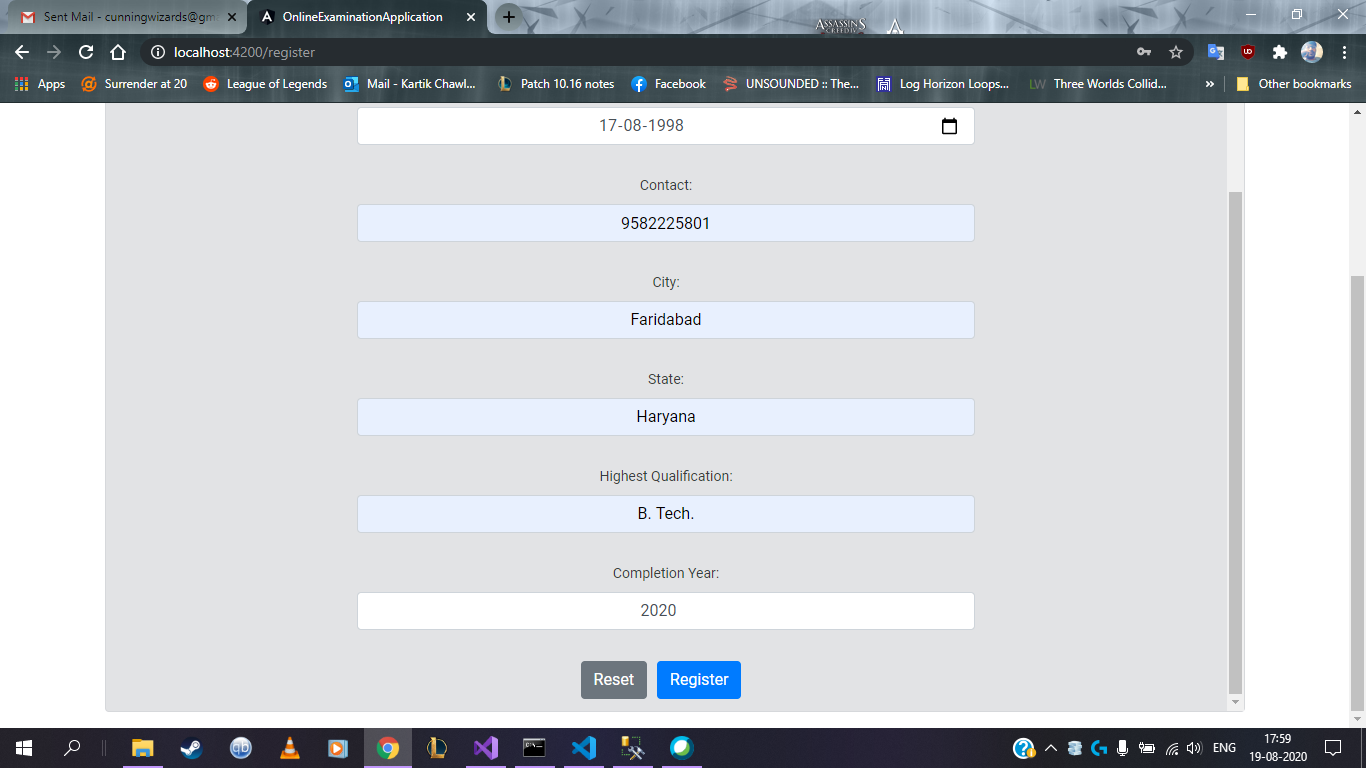 Sent Mail - cunningwizards@gm
OnlineExaminationApplication
ASSASSIN'S
CREED IV
localhost:4200/register
Apps
Surrender at 20
League of Legends
Mail - Kartik Chawl...
Patch 10.16 notes
Facebook
UNSOUNDED :: The...
Log Horizon Loops...
LW
Three Worlds Collid...
»
Other bookmarks
17-08-1998
Contact:
9582225801
City:
Faridabad
State:
Haryana
Highest Qualification:
B. Tech.
Completion Year:
2020
Reset
Register
ENG
17:59
19-08-2020